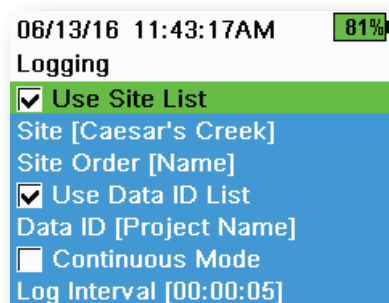 06/13/16 11:43:17AM 81%
Logging
Use Site List
Site [Caesar's Creek]
Site Order [Name]
Use Data ID List
Data ID [Project Name]
Continuous Mode
Log Interval [00:00:05]